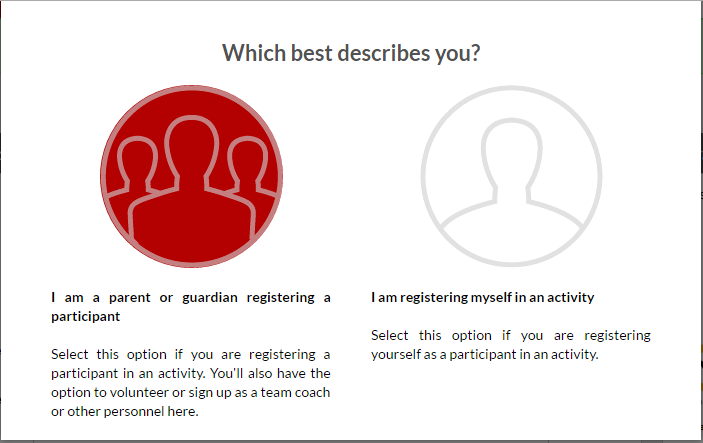 Which best describes you?
I am a parent or guardian registering a
participant
Select this option if you are registering a
participant in an activity. You'll also have the
option to volunteer or sign up as a team coach
or other personnel here.
I am registering myself in an activity
Select this option if you are registering
yourself as a participant in an activity.